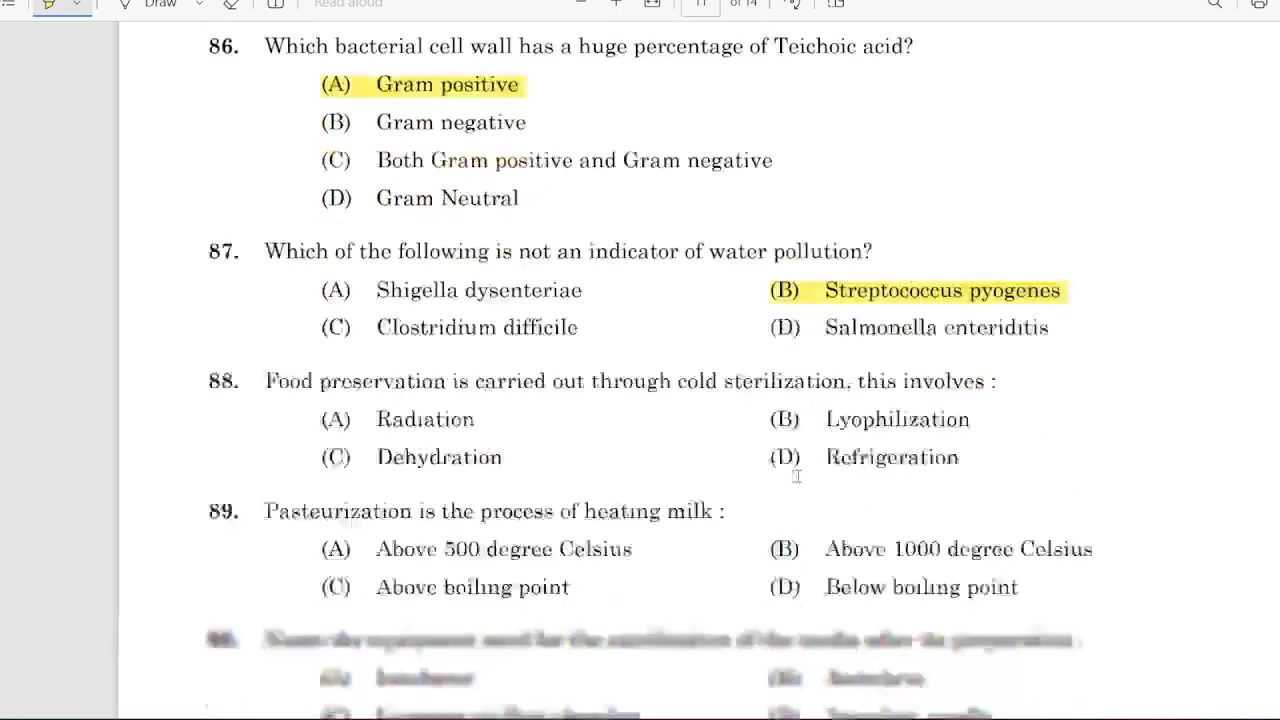 Draw Read aloud 11 of 14
86. Which bacterial cell wall has a huge percentage of Teichoic acid?
(A) Gram positive
(B) Gram negative
(C) Both Gram positive and Gram negative
(D) Gram Neutral
87. Which of the following is not an indicator of water pollution?
(A) Shigella dysenteriae (B) Streptococcus pyogenes
(C) Clostridium difficile (D) Salmonella enteriditis
88. Food preservation is carried out through cold sterilization, this involves :
(A) Radiation (B) Lyophilization
(C) Dehydration (D) Refrigeration
89. Pasteurization is the process of heating milk :
(A) Above 500 degree Celsius (B) Above 1000 degree Celsius
(C) Above boiling point (D) Below boiling point